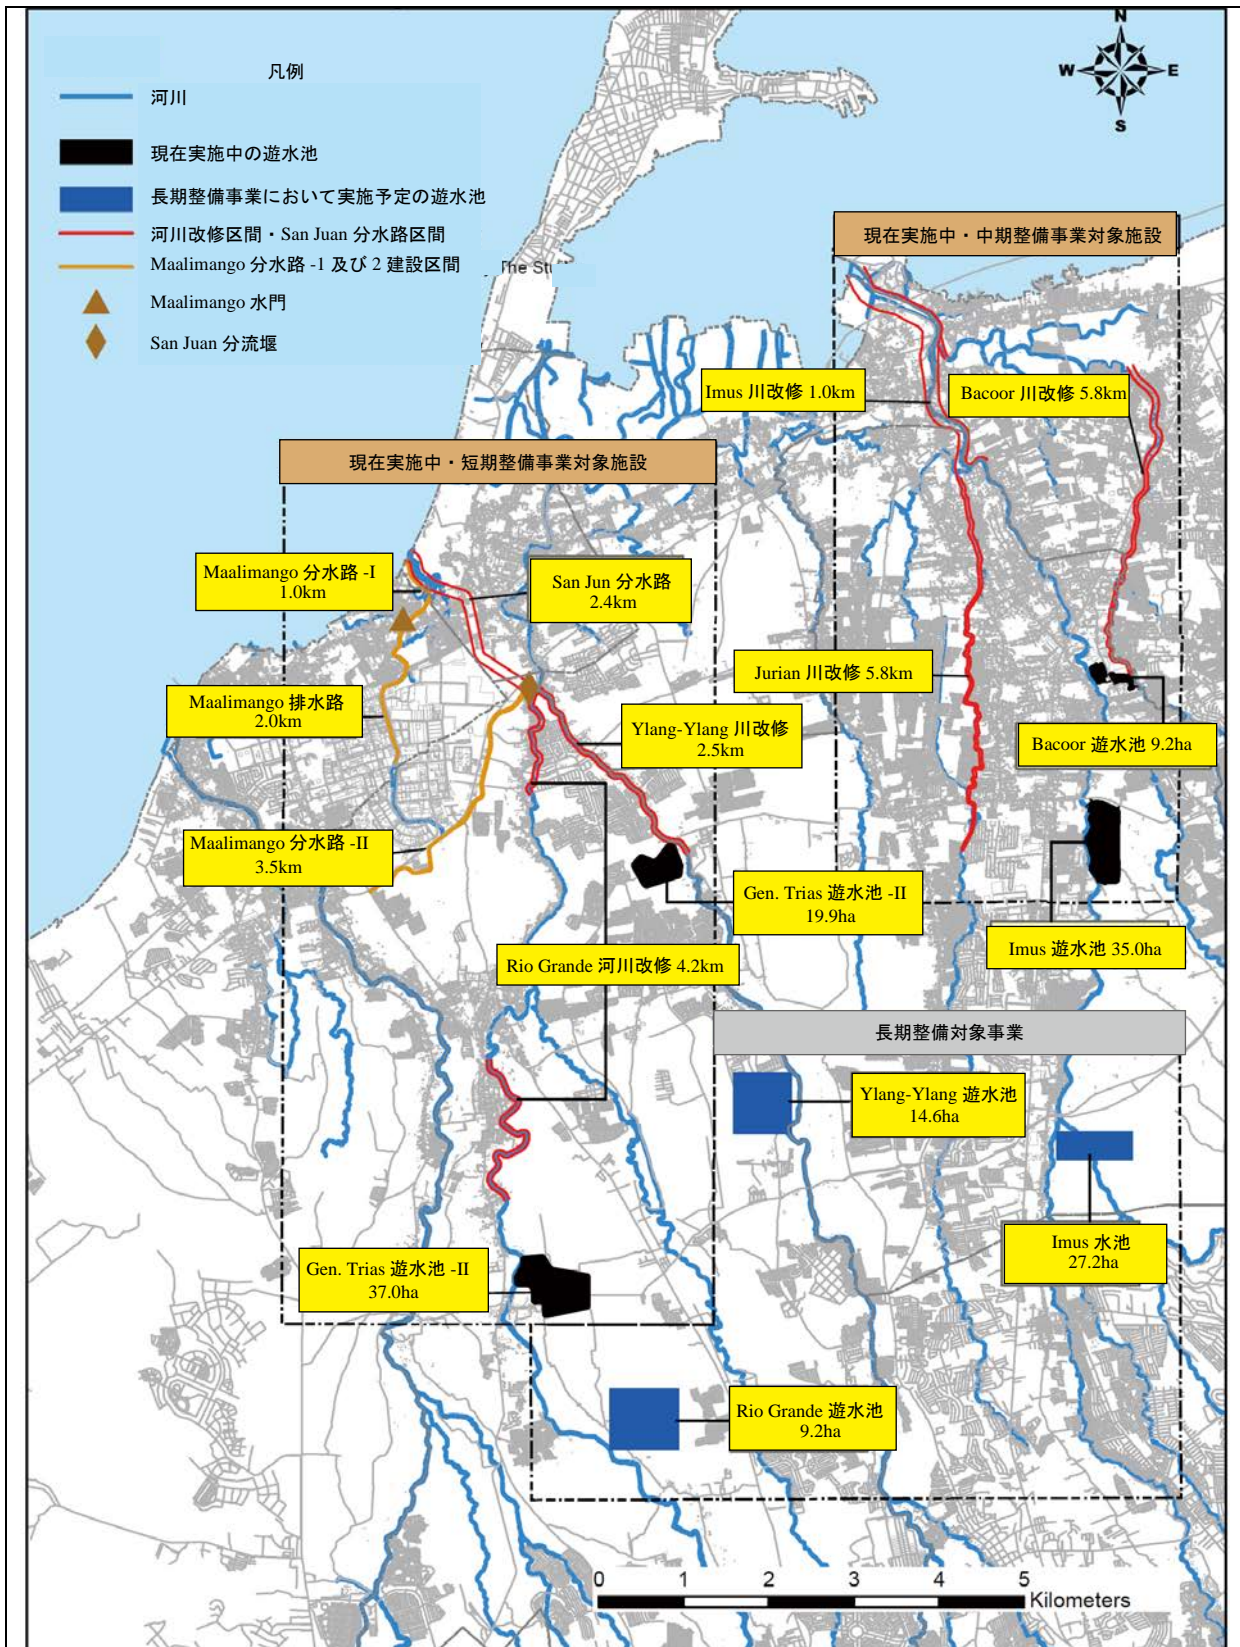 N
W
E
S
凡例
河川
現在実施中の遊水池
長期整備事業において実施予定の遊水池
河川改修区間・San Juan 分水路区間
Maalimango 分水路 -1 及び 2 建設区間
Maalimango 水門
San Juan 分流堰
The St
現在実施中・中期整備事業対象施設
Imus 川改修 1.0km
Bacoor 川改修 5.8km
現在実施中・短期整備事業対象施設
Maalimango 分水路 -I
1.0km
San Jun 分水路
2.4km
Jurian 川改修 5.8km
Maalimango 排水路
2.0km
Ylang-Ylang 川改修
2.5km
Bacoor 遊水池 9.2ha
Maalimango 分水路 -II
3.5km
Gen. Trias 遊水池 -II
19.9ha
Imus 遊水池 35.0ha
Rio Grande 河川改修 4.2km
長期整備対象事業
Ylang-Ylang 遊水池
14.6ha
Imus 水池
27.2ha
Gen. Trias 遊水池 -II
37.0ha
Rio Grande 遊水池
9.2ha
0 1 2 3 4 5
Kilometers